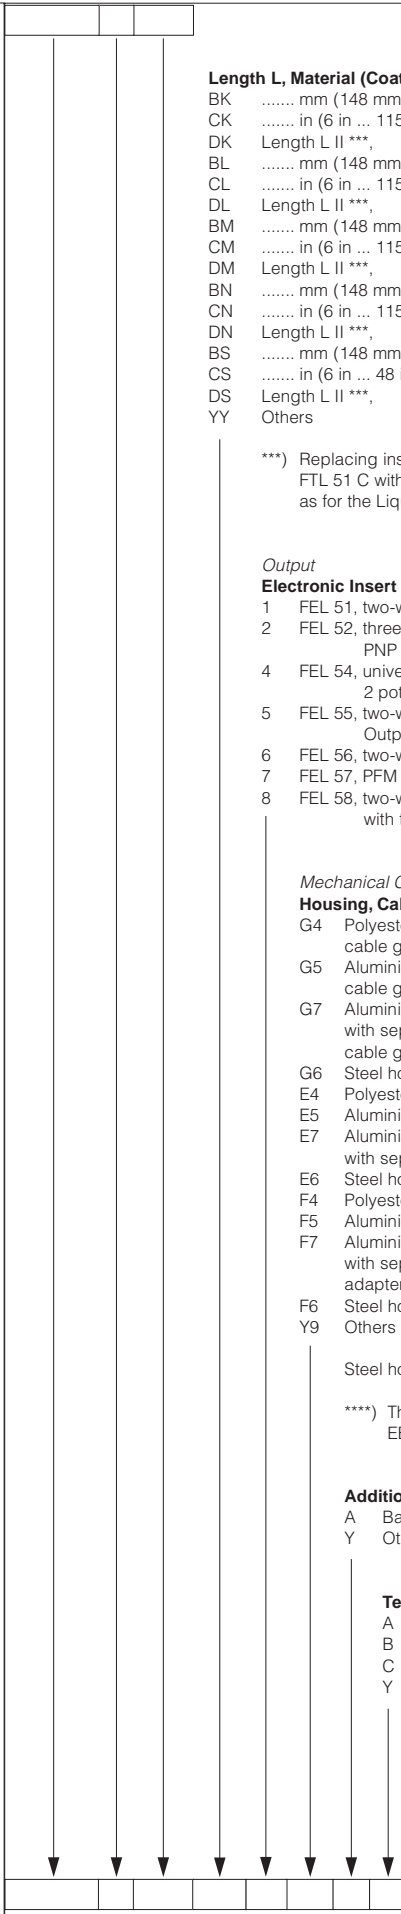 Length L, Material (Coat
BK ....... mm (148 mm
CK ....... in (6 in ... 115
DK Length L II ***,
BL ....... mm (148 mm
CL ....... in (6 in ... 115
DL Length L II ***,
BM ....... mm (148 mm
CM ....... in (6 in ... 115
DM Length L II ***,
BN ....... mm (148 mm
CN ....... in (6 in ... 115
DN Length L II ***,
BS ....... mm (148 mm
CS ....... in (6 in ... 48 i
DS Length L II ***,
YY Others
***) Replacing ins
FTL 51 C with
as for the Liq
Output
Electronic Insert
1 FEL 51, two-w
2 FEL 52, three
PNP
4 FEL 54, unive
2 pot
5 FEL 55, two-w
Outp
6 FEL 56, two-w
7 FEL 57, PFM
8 FEL 58, two-w
with t
Mechanical C
Housing, Cal
G4 Polyest
cable g
G5 Alumini
cable g
G7 Alumini
with sep
cable g
G6 Steel ho
E4 Polyest
E5 Alumini
E7 Alumini
with sep
E6 Steel ho
F4 Polyest
F5 Alumini
F7 Alumini
with sep
adapter
F6 Steel ho
Y9 Others
Steel ho
****) Th
EE
Additio
A Ba
Y Ot
Te
A
B
C
Y